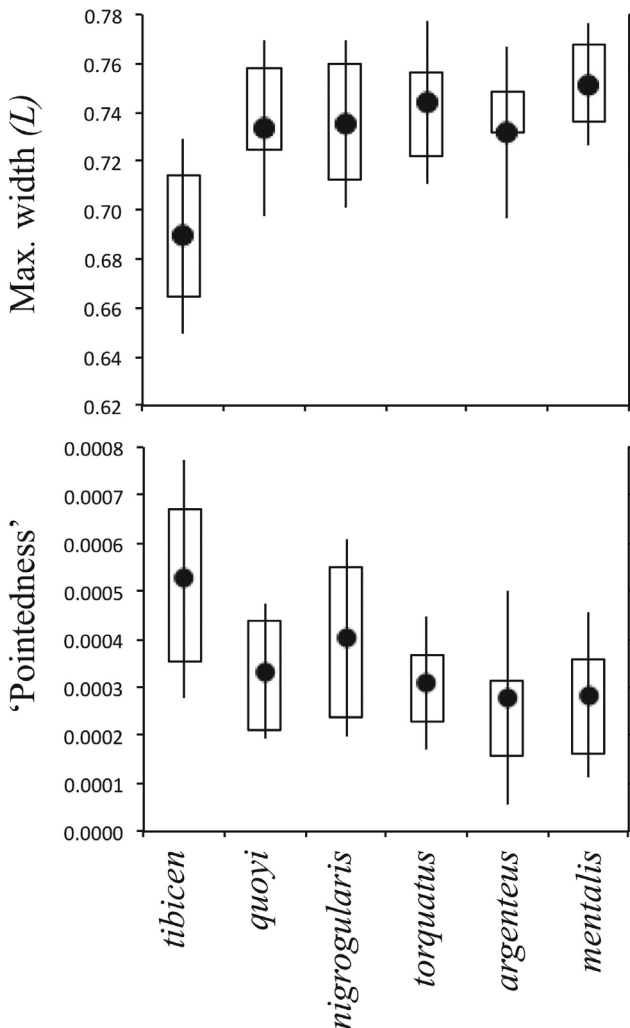 Max. width (L)
0.78
0.76
0.74
0.72
0.70
0.68
0.66
0.64
0.62
‘Pointedness’
0.0008
0.0007
0.0006
0.0005
0.0004
0.0003
0.0002
0.0001
0.0000
tibicen
quoyi
nigrogularis
torquatus
argenteus
mentalis